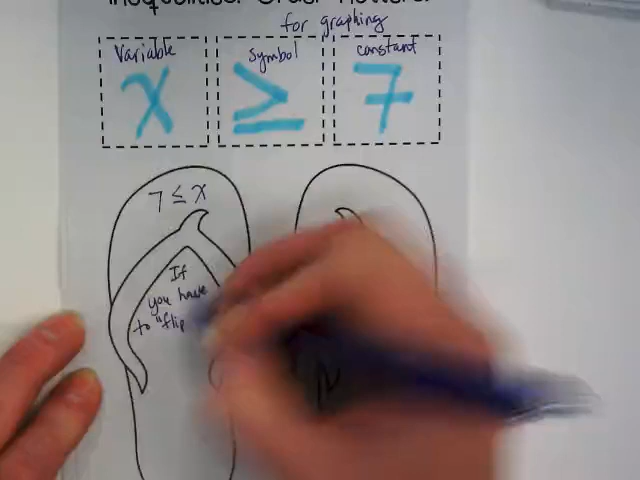 Inequalities: Order Matters!
for graphing
Variable symbol constant
x ≥ 7
7 ≤ x
If
you have
to "flip